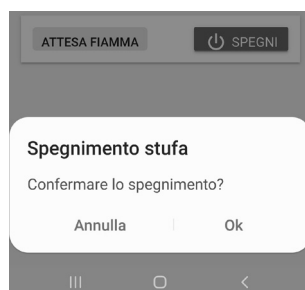 ATTESA FIAMMA
SPEGNI
Spegnimento stufa
Confermare lo spegnimento?
Annulla
Ok